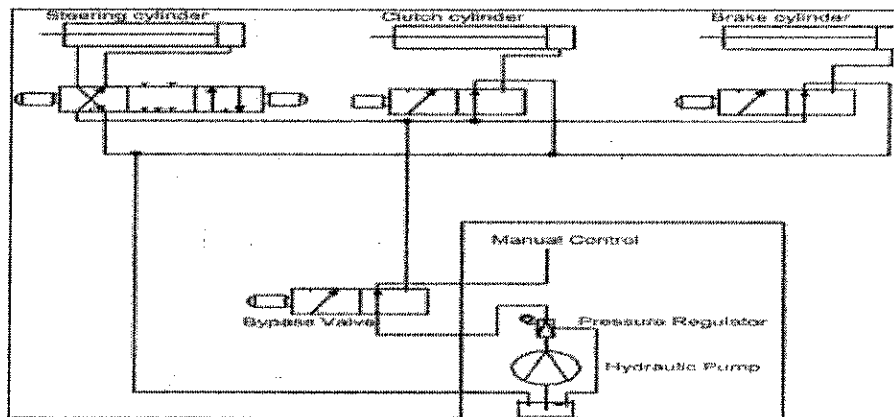 Steering cylinder
Clutch cylinder
Brake cylinder
Manual Control
Bypass Valve
Pressure Regulator
Hydraulic Pump